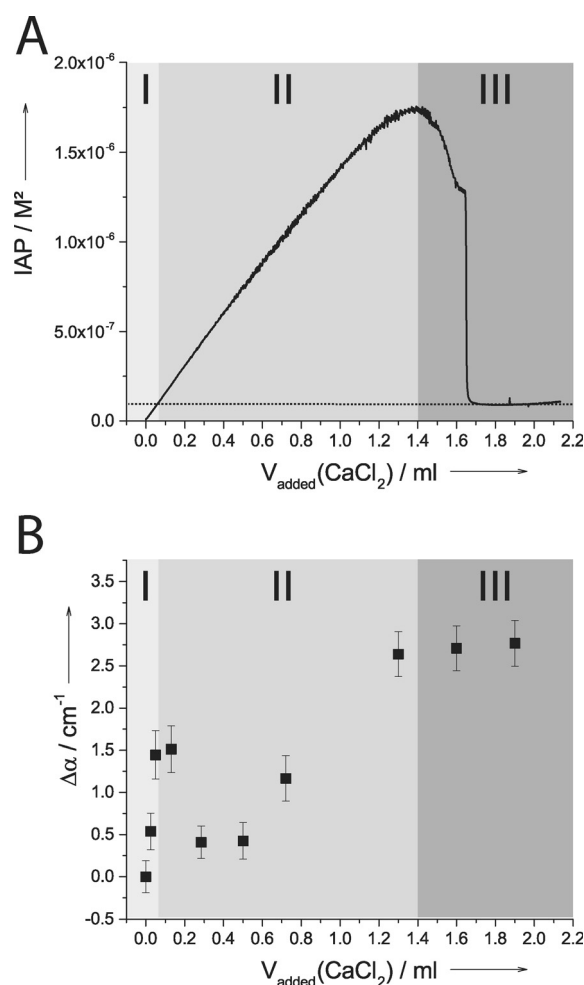 A
I II III
IAP / M²
2.0x10⁻⁶
1.5x10⁻⁶
1.0x10⁻⁶
5.0x10⁻⁷
0.0
0.0 0.2 0.4 0.6 0.8 1.0 1.2 1.4 1.6 1.8 2.0 2.2
V_added(CaCl₂) / ml
B
I II III
Δα / cm⁻¹
3.5
3.0
2.5
2.0
1.5
1.0
0.5
0.0
-0.5
0.0 0.2 0.4 0.6 0.8 1.0 1.2 1.4 1.6 1.8 2.0 2.2
V_added(CaCl₂) / ml